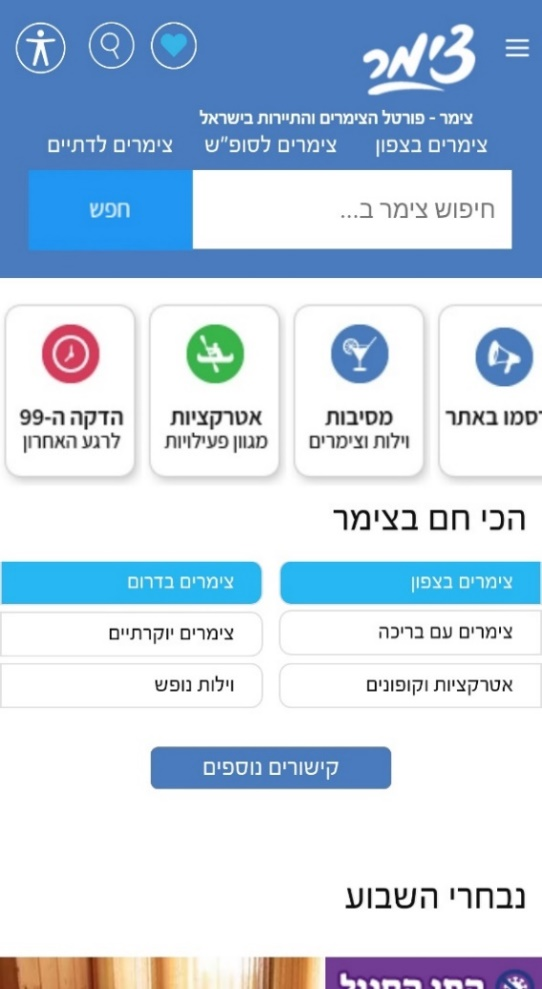 צימר
צימר - פורטל הצימרים והתיירות בישראל
צימרים בצפון צימרים לסופ"ש צימרים לדתיים
חיפוש צימר ב...
חפש
רסמו באתר
מסיבות
וילות וצימרים
אטרקציות
מגוון פעילויות
הדקה ה-99
לרגע האחרון
הכי חם בצימר
צימרים בצפון
צימרים בדרום
צימרים עם בריכה
צימרים יוקרתיים
אטרקציות וקופונים
וילות נופש
קישורים נוספים
נבחרי השבוע